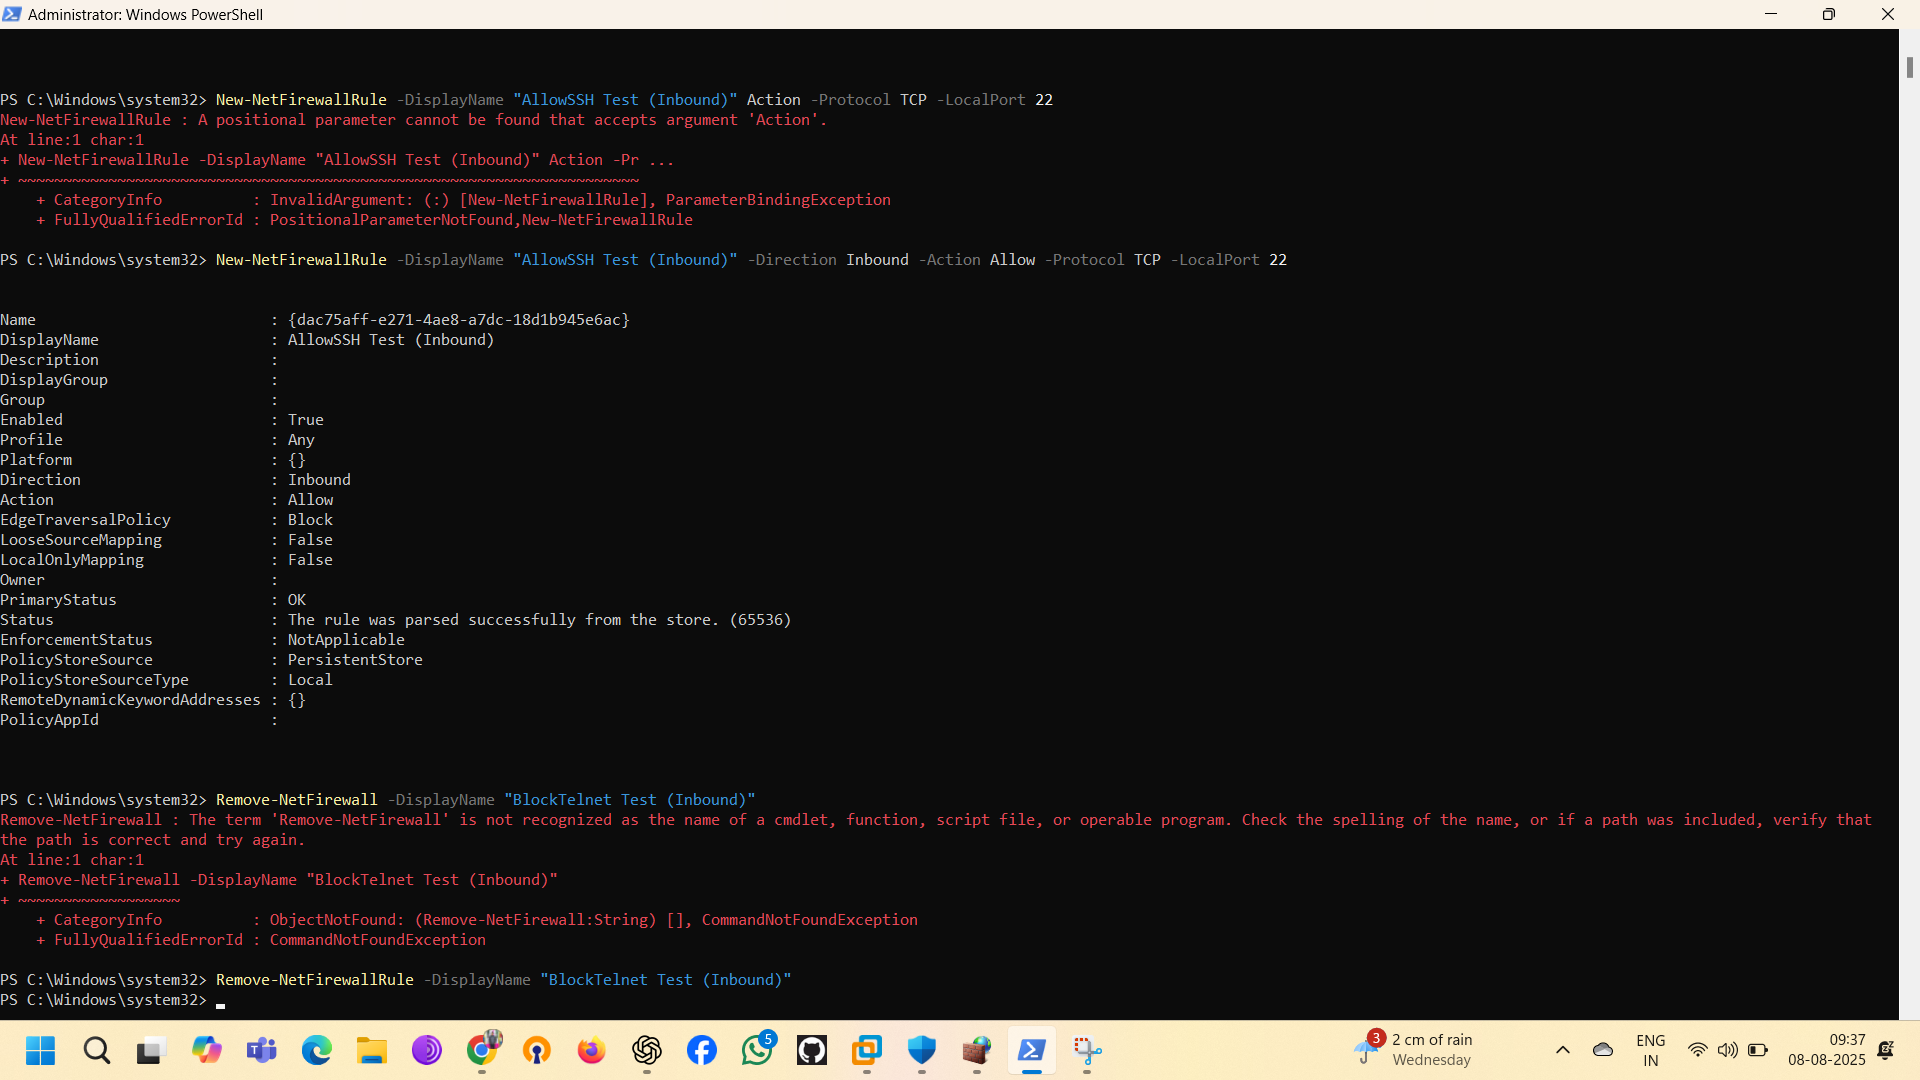 Administrator: Windows PowerShell
PS C:\Windows\system32> New-NetFirewallRule -DisplayName "AllowSSH Test (Inbound)" Action -Protocol TCP -LocalPort 22
New-NetFirewallRule : A positional parameter cannot be found that accepts argument 'Action'.
At line:1 char:1
+ New-NetFirewallRule -DisplayName "AllowSSH Test (Inbound)" Action -Pr ...
+ ~~~~~~~~~~~~~~~~~~~~~~~~~~~~~~~~~~~~~~~~~~~~~~~~~~~~~~~~~~~~~~~~~~~~~
    + CategoryInfo          : InvalidArgument: (:) [New-NetFirewallRule], ParameterBindingException
    + FullyQualifiedErrorId : PositionalParameterNotFound,New-NetFirewallRule
PS C:\Windows\system32> New-NetFirewallRule -DisplayName "AllowSSH Test (Inbound)" -Direction Inbound -Action Allow -Protocol TCP -LocalPort 22
Name                          : {dac75aff-e271-4ae8-a7dc-18d1b945e6ac}
DisplayName                   : AllowSSH Test (Inbound)
Description                   :
DisplayGroup                  :
Group                         :
Enabled                       : True
Profile                       : Any
Platform                      : {}
Direction                     : Inbound
Action                        : Allow
EdgeTraversalPolicy           : Block
LooseSourceMapping            : False
LocalOnlyMapping              : False
Owner                         :
PrimaryStatus                 : OK
Status                        : The rule was parsed successfully from the store. (65536)
EnforcementStatus             : NotApplicable
PolicyStoreSource             : PersistentStore
PolicyStoreSourceType         : Local
RemoteDynamicKeywordAddresses : {}
PolicyAppId                   :
PS C:\Windows\system32> Remove-NetFirewall -DisplayName "BlockTelnet Test (Inbound)"
Remove-NetFirewall : The term 'Remove-NetFirewall' is not recognized as the name of a cmdlet, function, script file, or operable program. Check the spelling of the name, or if a path was included, verify that
the path is correct and try again.
At line:1 char:1
+ Remove-NetFirewall -DisplayName "BlockTelnet Test (Inbound)"
+ ~~~~~~~~~~~~~~~~~~
    + CategoryInfo          : ObjectNotFound: (Remove-NetFirewall:String) [], CommandNotFoundException
    + FullyQualifiedErrorId : CommandNotFoundException
PS C:\Windows\system32> Remove-NetFirewallRule -DisplayName "BlockTelnet Test (Inbound)"
PS C:\Windows\system32>
5
3
2 cm of rain
Wednesday
ENG
IN
09:37
08-08-2025